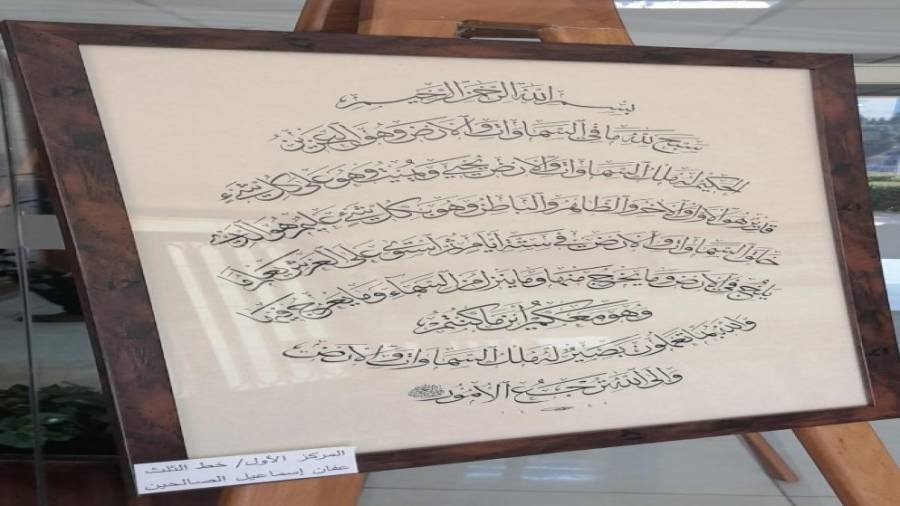 بسم الله الرحمن الرحيم
سبح لله ما في السماوات والأرض وهو العزيز
الحكيم له ملك السماوات والأرض يحيي ويميت وهو على كل شيء
قدير هو الأول والآخر والظاهر والباطن وهو بكل شيء عليم هو الذي
خلق السماوات والأرض في ستة أيام ثم استوى على العرش يعلم ما
يلج في الأرض وما يخرج منها وما ينزل من السماء وما يعرج فيها
وهو معكم أين ما كنتم
والله بما تعملون بصير له ملك السماوات والأرض
وإلى الله ترجع الأمور
المركز الأول/ خط الثلث
عفان إسماعيل الصالحين